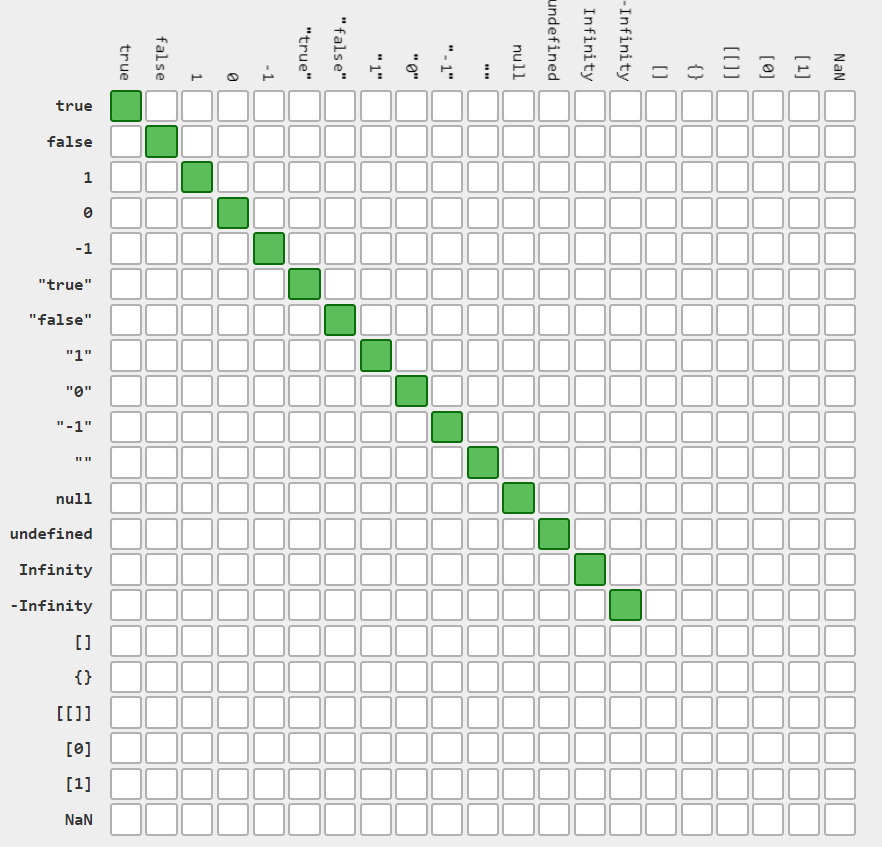 true false 1 0 -1 "true" "false" "1" "0" "-1" "" null undefined Infinity -Infinity [] {} [[]] [0] [1] NaN
true
false
1
0
-1
"true"
"false"
"1"
"0"
"-1"
""
null
undefined
Infinity
-Infinity
[]
{}
[[]]
[0]
[1]
NaN